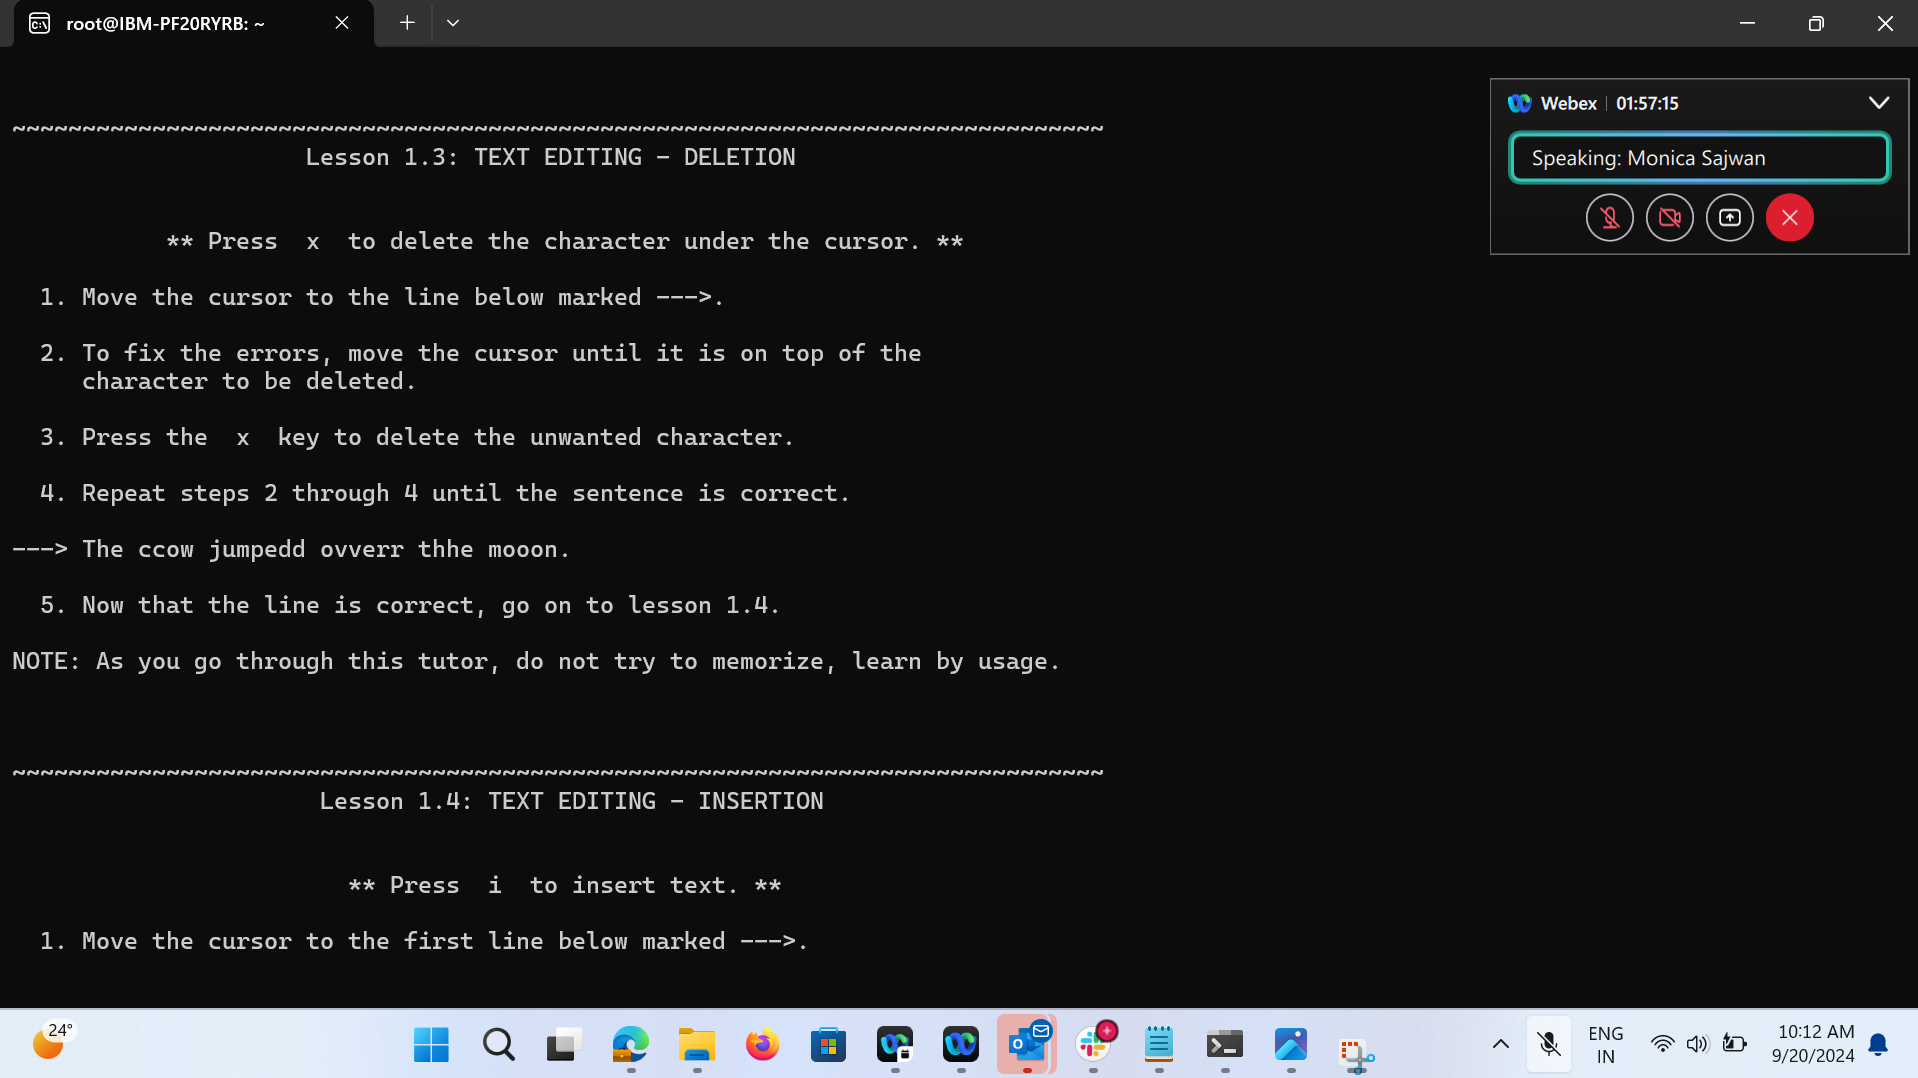 root@IBM-PF20RYRB: ~
Webex | 01:57:15
Speaking: Monica Sajwan
~~~~~~~~~~~~~~~~~~~~~~~~~~~~~~~~~~~~~~~~~~~~~~~~~~~~~~~~~~~~~~~~~~~~~~~~~~~~~~
Lesson 1.3: TEXT EDITING - DELETION
** Press  x  to delete the character under the cursor. **
1. Move the cursor to the line below marked --->.
2. To fix the errors, move the cursor until it is on top of the
character to be deleted.
3. Press the  x  key to delete the unwanted character.
4. Repeat steps 2 through 4 until the sentence is correct.
---> The ccow jumpedd ovverr thhe mooon.
5. Now that the line is correct, go on to lesson 1.4.
NOTE: As you go through this tutor, do not try to memorize, learn by usage.
~~~~~~~~~~~~~~~~~~~~~~~~~~~~~~~~~~~~~~~~~~~~~~~~~~~~~~~~~~~~~~~~~~~~~~~~~~~~~~
Lesson 1.4: TEXT EDITING - INSERTION
** Press  i  to insert text. **
1. Move the cursor to the first line below marked --->.
24°
ENG
IN
10:12 AM
9/20/2024